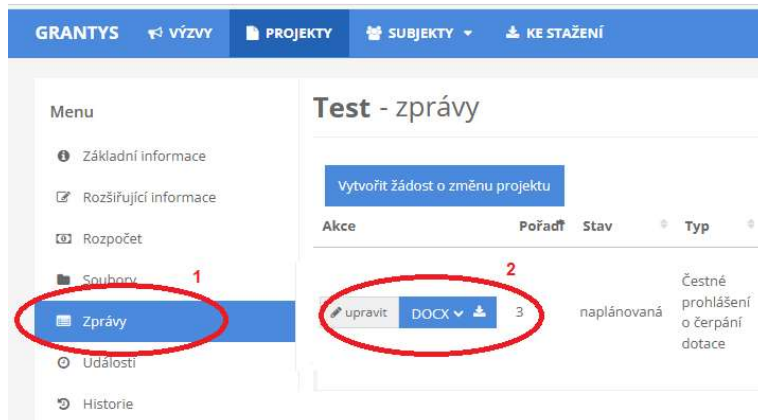 GRANTYS VÝZVY PROJEKTY SUBJEKTY KE STAŽENÍ
Menu
Základní informace
Rozšiřující informace
Rozpočet
Soubory
1
Zprávy
Události
Historie
Test - zprávy
Vytvořit žádost o změnu projektu
Akce Pořadí Stav Typ
2
upravit DOCX 3 naplánovaná
Čestné
prohlášení
o čerpání
dotace